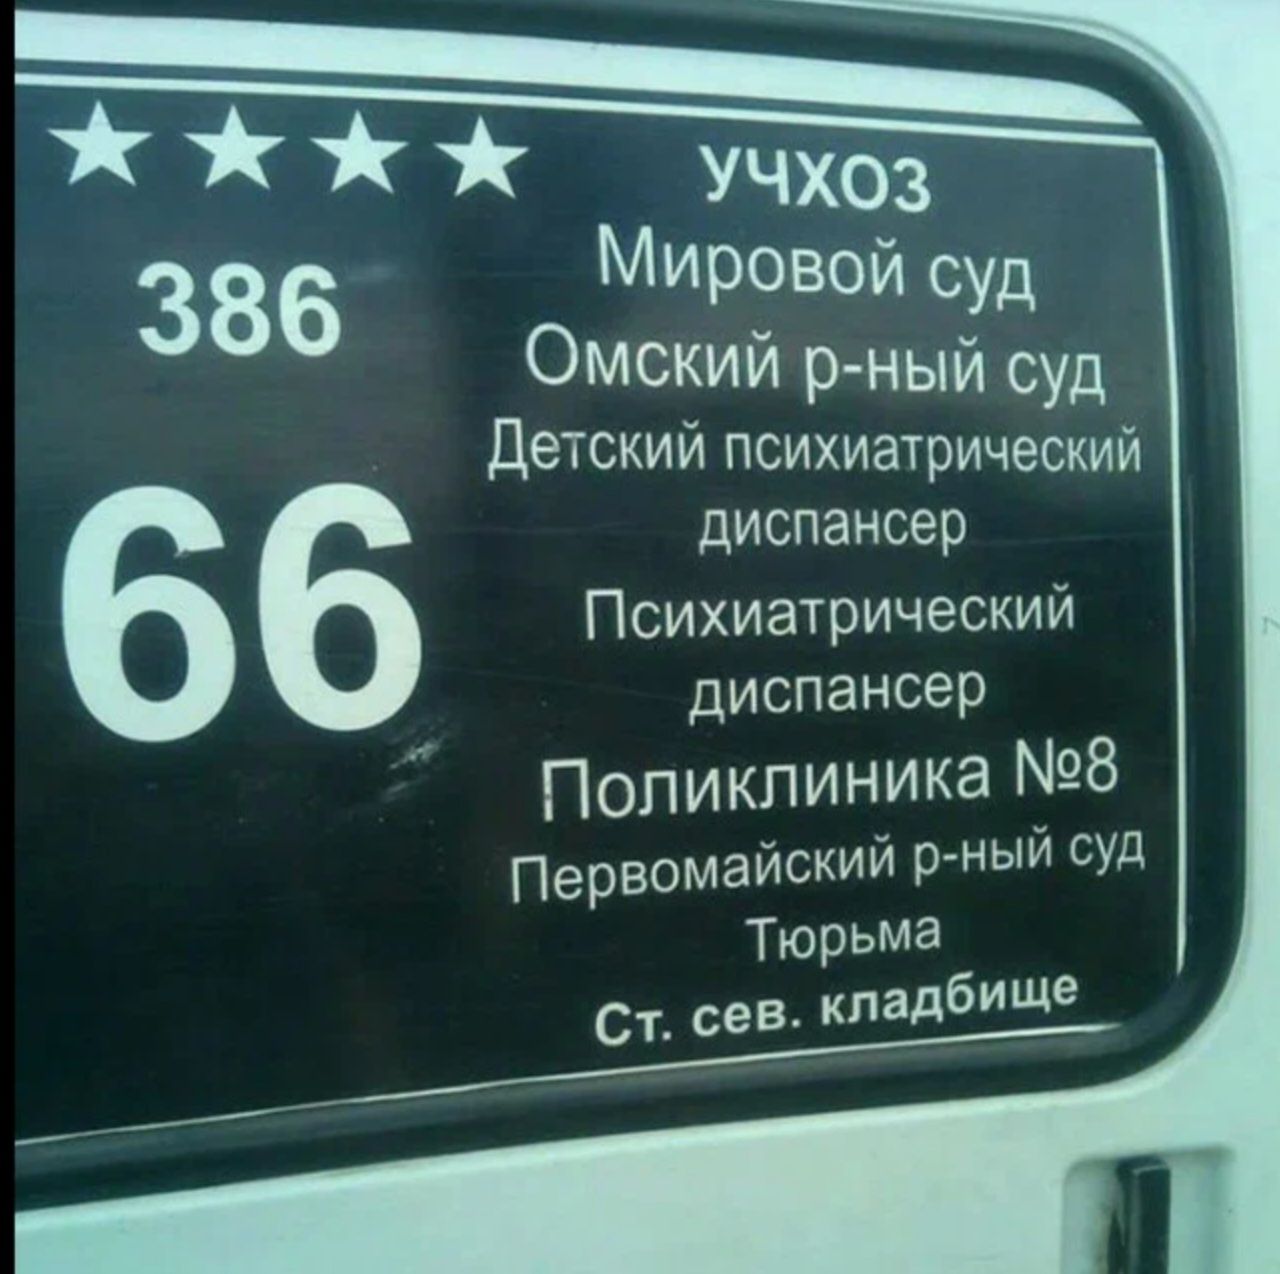 386
66
УЧХОЗ
Мировой суд
Омский р-ный суд
Детский психиатрический
диспансер
Психиатрический
диспансер
Поликлиника №8
Первомайский р-ный суд
Тюрьма
Ст. сев. кладбище